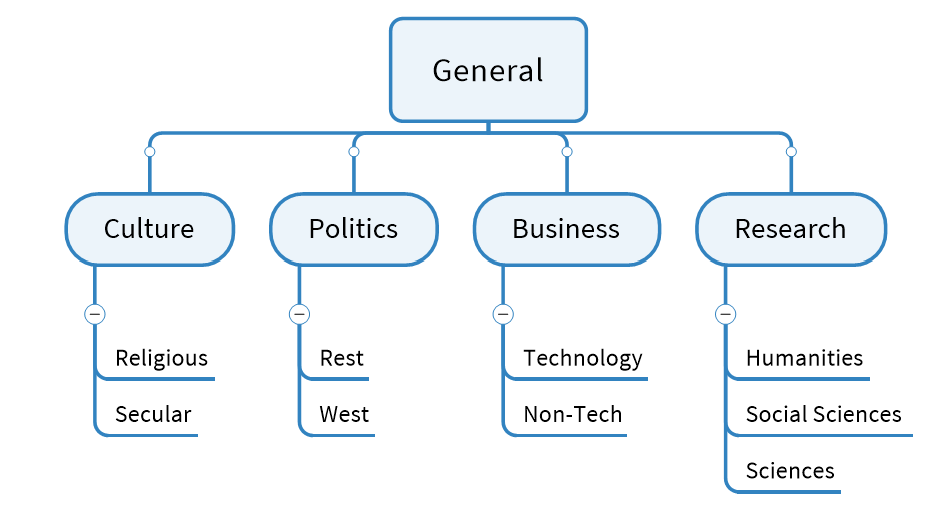 General
Culture
Politics
Business
Research
Religious
Secular
Rest
West
Technology
Non-Tech
Humanities
Social Sciences
Sciences